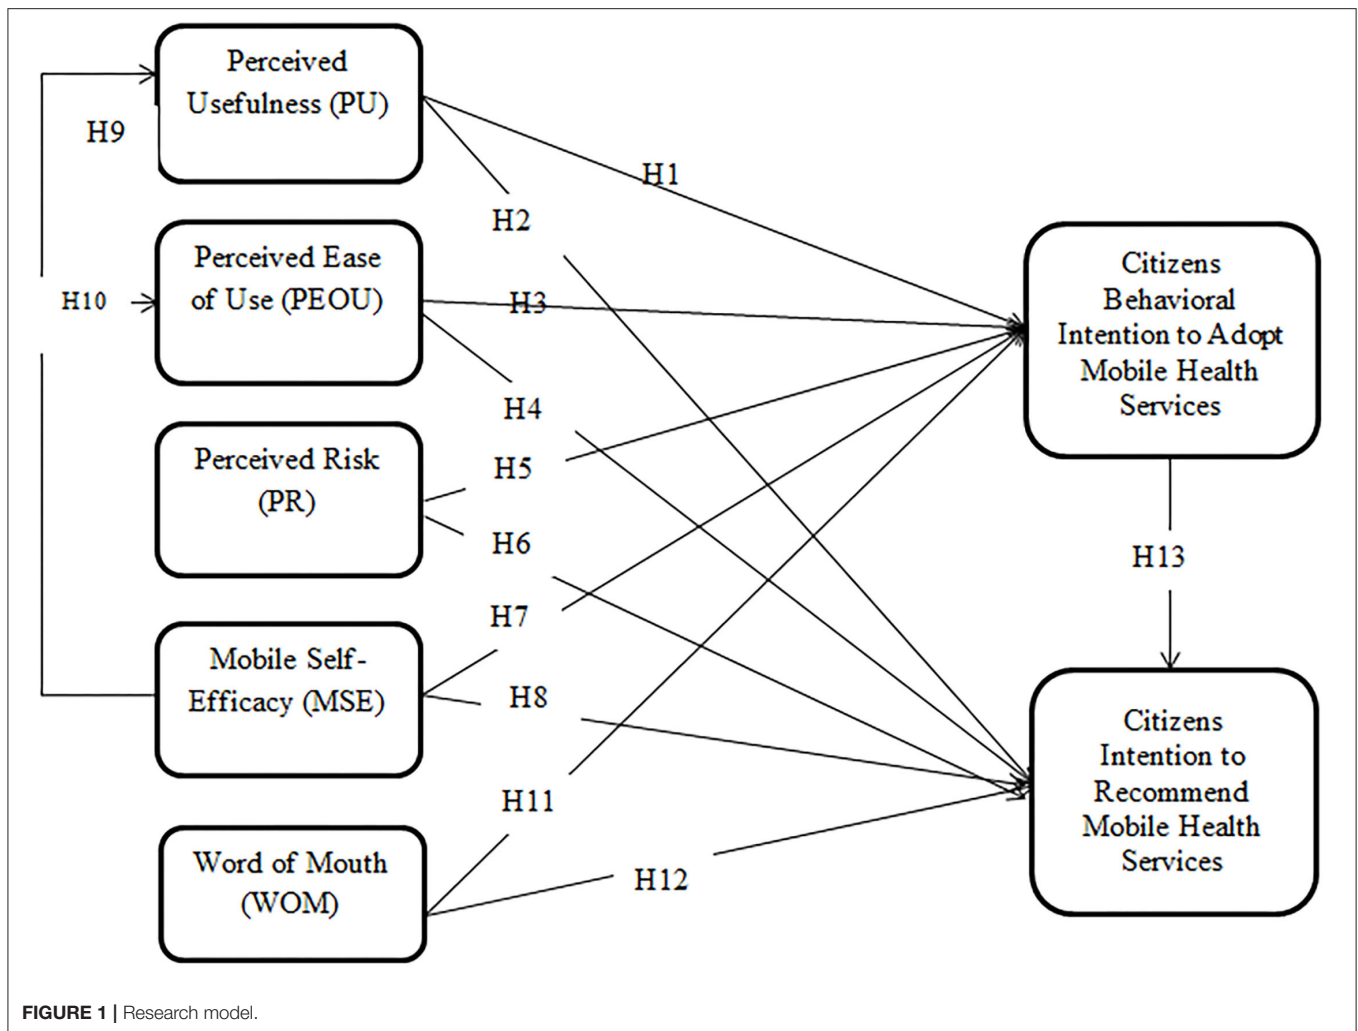 Perceived
Usefulness (PU)
H9
H1
H2
Perceived Ease
of Use (PEOU)
H10
H3
Citizens
Behavioral
Intention to Adopt
Mobile Health
Services
H4
Perceived Risk
(PR)
H5
H6
H13
Mobile Self-
Efficacy (MSE)
H7
H8
Citizens
Intention to
Recommend
Mobile Health
Services
Word of Mouth
(WOM)
H11
H12
FIGURE 1 | Research model.